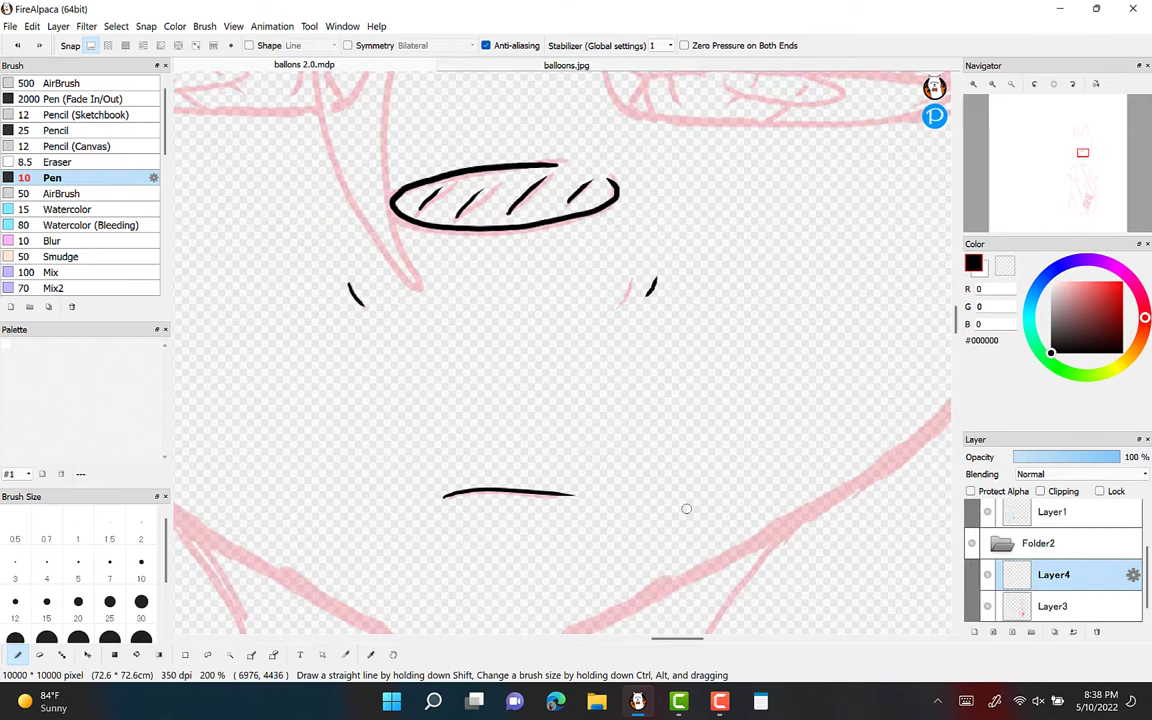 FireAlpaca (64bit)
File Edit Layer Filter Select Snap Color Brush View Animation Tool Window Help
Snap Shape Line Symmetry Bilateral Anti-aliasing Stabilizer (Global settings) 1 Zero Pressure on Both Ends
Brush
ballons 2.0.mdp
balloons.jpg
Navigator
500 AirBrush
2000 Pen (Fade In/Out)
12 Pencil (Sketchbook)
25 Pencil
12 Pencil (Canvas)
8.5 Eraser
10 Pen
50 AirBrush
15 Watercolor
80 Watercolor (Bleeding)
10 Blur
50 Smudge
100 Mix
70 Mix2
Color
R 0
G 0
B 0
#000000
Palette
#1 ---
Brush Size
0.5 0.7 1 1.5 2
3 4 5 7 10
12 15 20 25 30
Layer
Opacity 100 %
Blending Normal
Protect Alpha Clipping Lock
Layer1
Folder2
Layer4
Layer3
10000 * 10000 pixel (72.6 * 72.6cm) 350 dpi 200 % ( 6976, 4436 ) Draw a straight line by holding down Shift, Change a brush size by holding down Ctrl, Alt, and dragging
84°F
Sunny
8:38 PM
5/10/2022